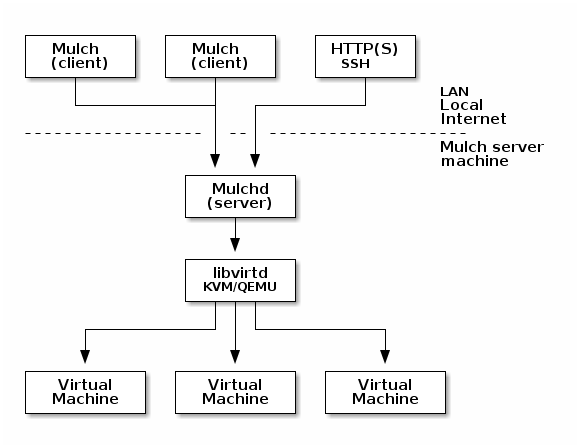 Mulch
(client)
Mulch
(client)
HTTP(S)
SSH
LAN
Local
Internet
Mulch server
machine
Mulchd
(server)
libvirtd
KVM/QEMU
Virtual
Machine
Virtual
Machine
Virtual
Machine